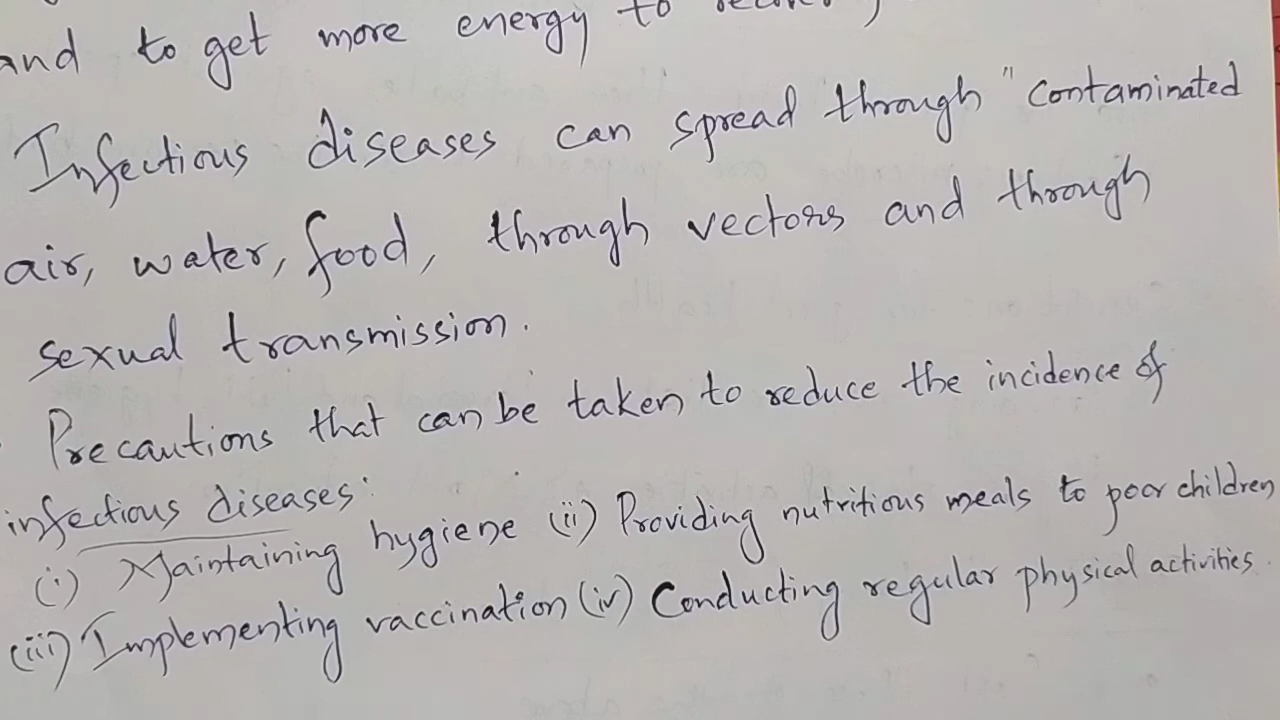 and to get more energy to
Infectious diseases can spread through "contaminated
air, water, food, through vectors and through
sexual transmission.
Precautions that can be taken to reduce the incidence of
infectious diseases:
(i) Maintaining hygiene (ii) Providing nutritious meals to poor children
(iii) Implementing vaccination (iv) Conducting regular physical activities.